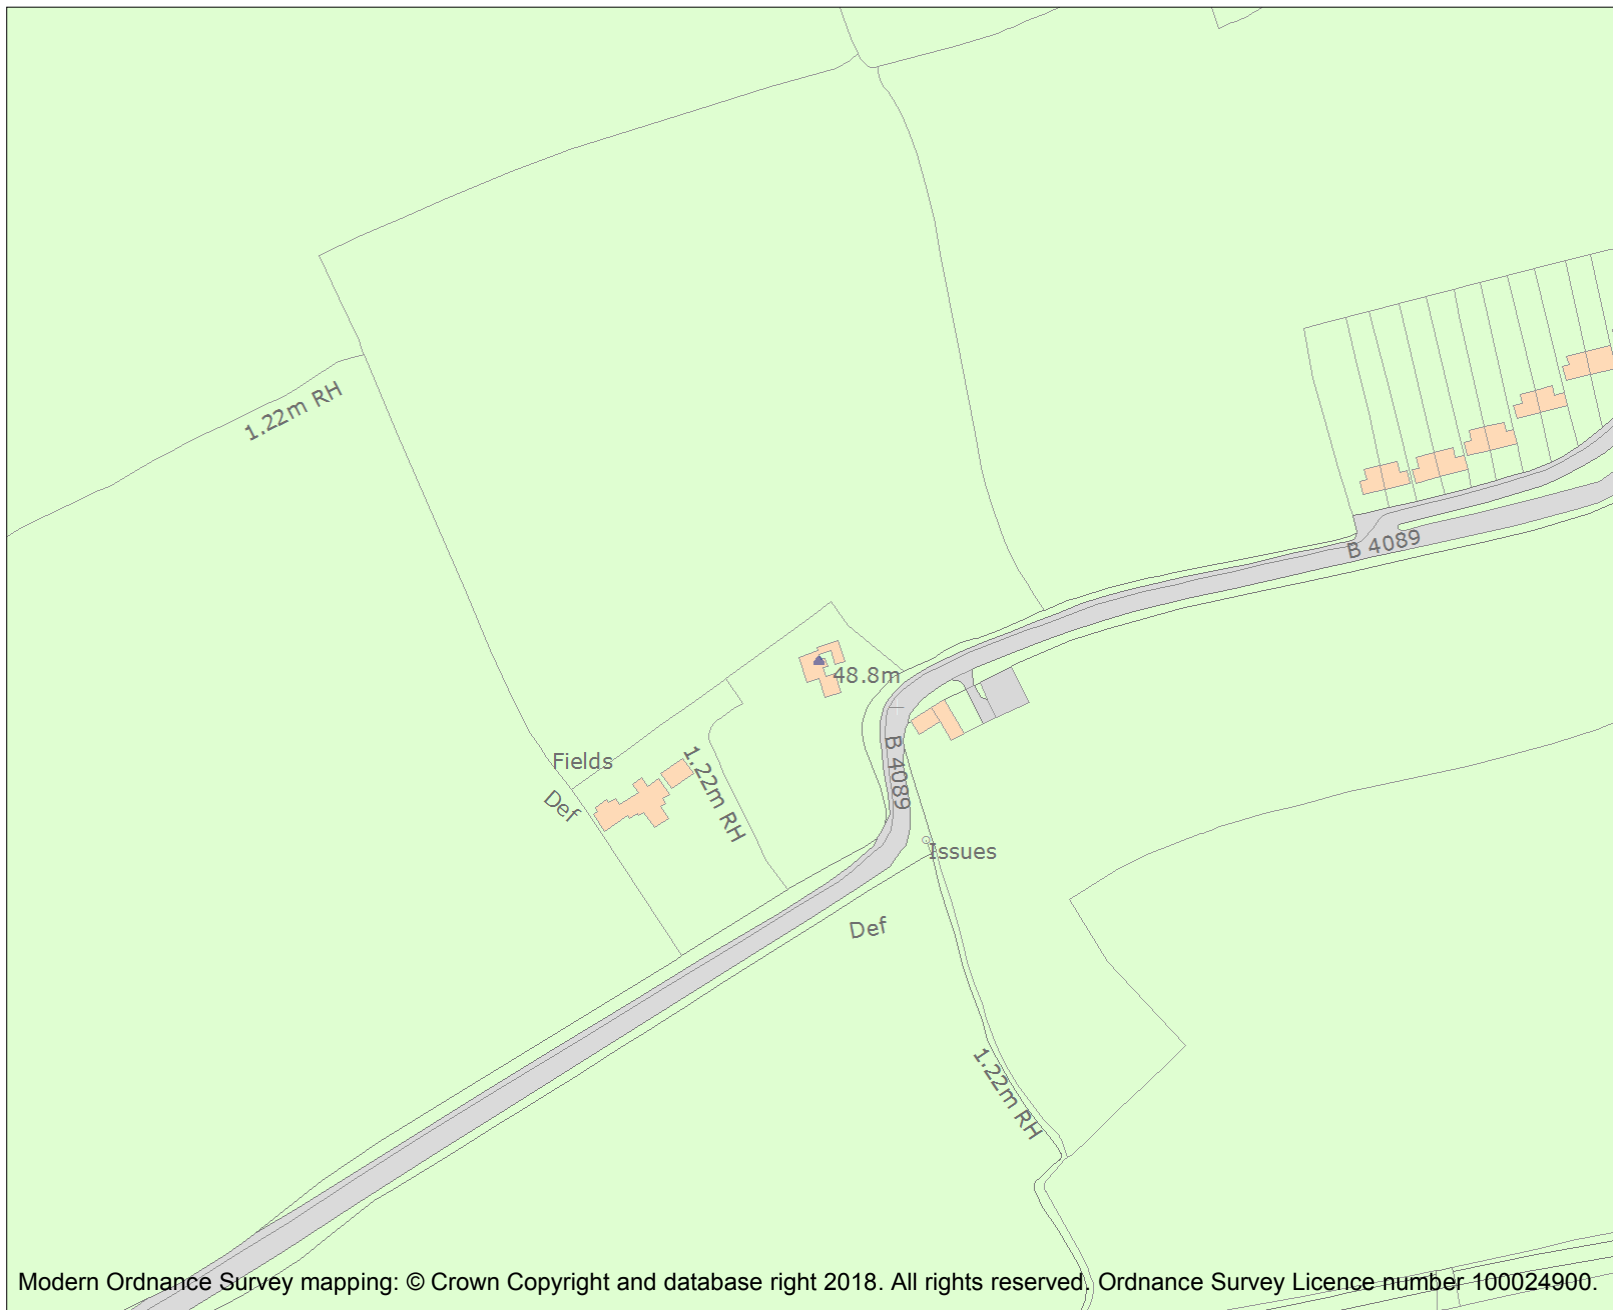 1.22m RH
B 4089
48.8m
Fields
1.22m RH
B 4089
Def
Issues
Def
1.22m RH
Modern Ordnance Survey mapping: © Crown Copyright and database right 2018. All rights reserved. Ordnance Survey Licence number 100024900.